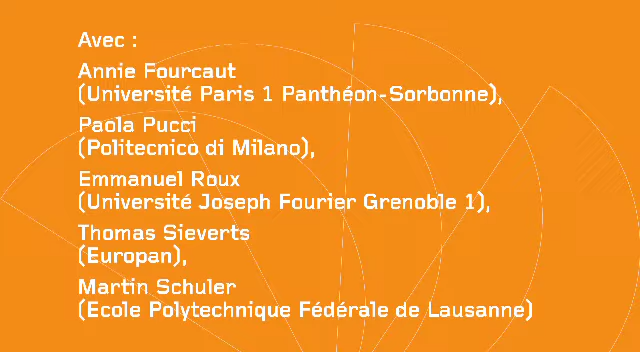 Avec :
Annie Fourcaut
(Université Paris 1 Panthéon-Sorbonne),
Paola Pucci
(Politecnico di Milano),
Emmanuel Roux
(Université Joseph Fourier Grenoble 1),
Thomas Sieverts
(Europan),
Martin Schuler
(Ecole Polytechnique Fédérale de Lausanne)